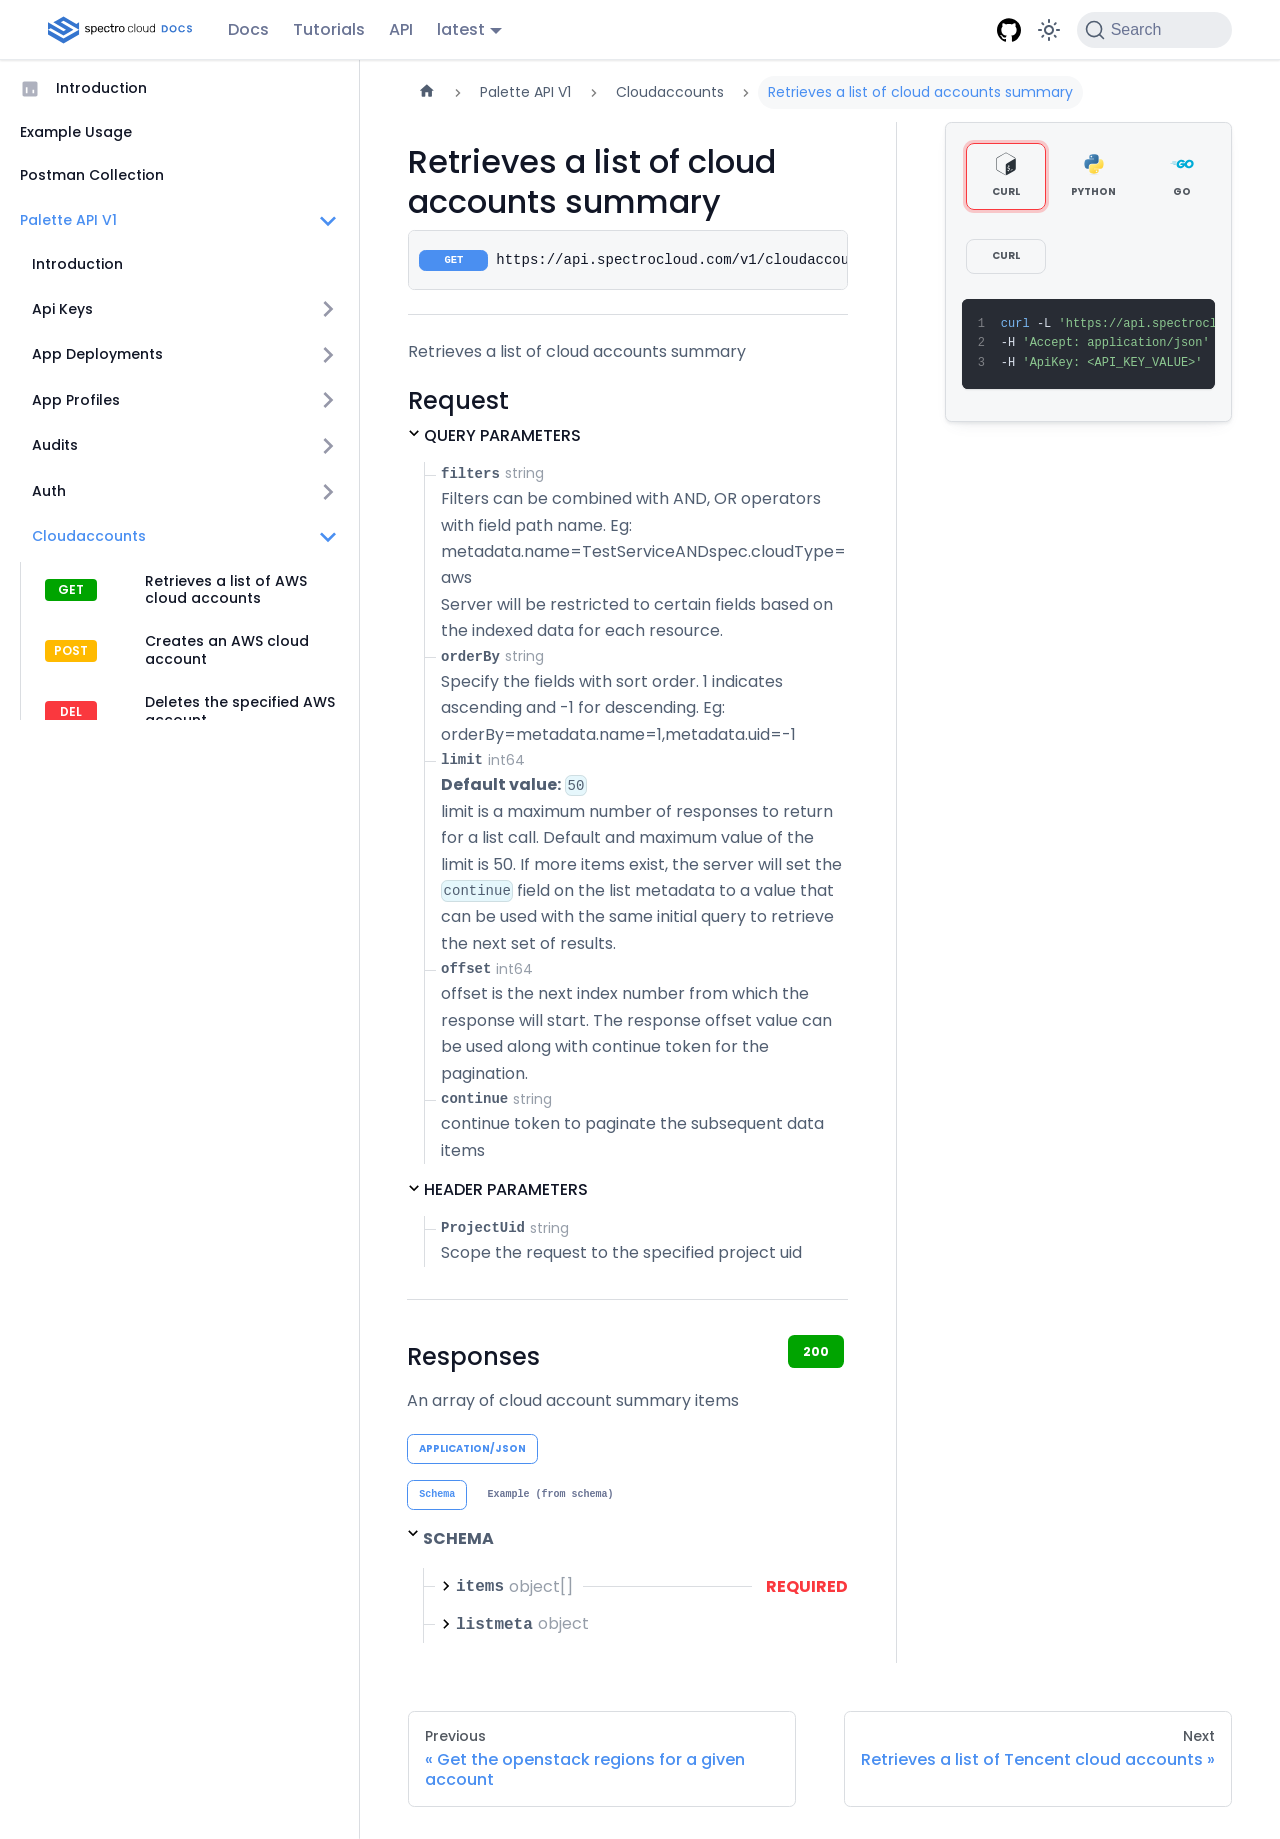 spectro cloud DOCS
Docs
Tutorials
API
latest
Search
Introduction
Example Usage
Postman Collection
Palette API V1
Introduction
Api Keys
App Deployments
App Profiles
Audits
Auth
Cloudaccounts
GET
Retrieves a list of AWS
cloud accounts
POST
Creates an AWS cloud
account
DEL
Deletes the specified AWS
account
Palette API V1
Cloudaccounts
Retrieves a list of cloud accounts summary
Retrieves a list of cloud
accounts summary
GET https://api.spectrocloud.com/v1/cloudaccou
Retrieves a list of cloud accounts summary
Request
QUERY PARAMETERS
filters string
Filters can be combined with AND, OR operators
with field path name. Eg:
metadata.name=TestServiceANDspec.cloudType=
aws
Server will be restricted to certain fields based on
the indexed data for each resource.
orderBy string
Specify the fields with sort order. 1 indicates
ascending and -1 for descending. Eg:
orderBy=metadata.name=1,metadata.uid=-1
limit int64
Default value: 50
limit is a maximum number of responses to return
for a list call. Default and maximum value of the
limit is 50. If more items exist, the server will set the
continue field on the list metadata to a value that
can be used with the same initial query to retrieve
the next set of results.
offset int64
offset is the next index number from which the
response will start. The response offset value can
be used along with continue token for the
pagination.
continue string
continue token to paginate the subsequent data
items
HEADER PARAMETERS
ProjectUid string
Scope the request to the specified project uid
Responses
200
An array of cloud account summary items
APPLICATION/JSON
Schema
Example (from schema)
SCHEMA
items object[]
REQUIRED
listmeta object
CURL
PYTHON
GO
GO
CURL
1 curl -L 'https://api.spectrocl
2 -H 'Accept: application/json'
3 -H 'ApiKey: <API_KEY_VALUE>'
Previous
« Get the openstack regions for a given
account
Next
Retrieves a list of Tencent cloud accounts »